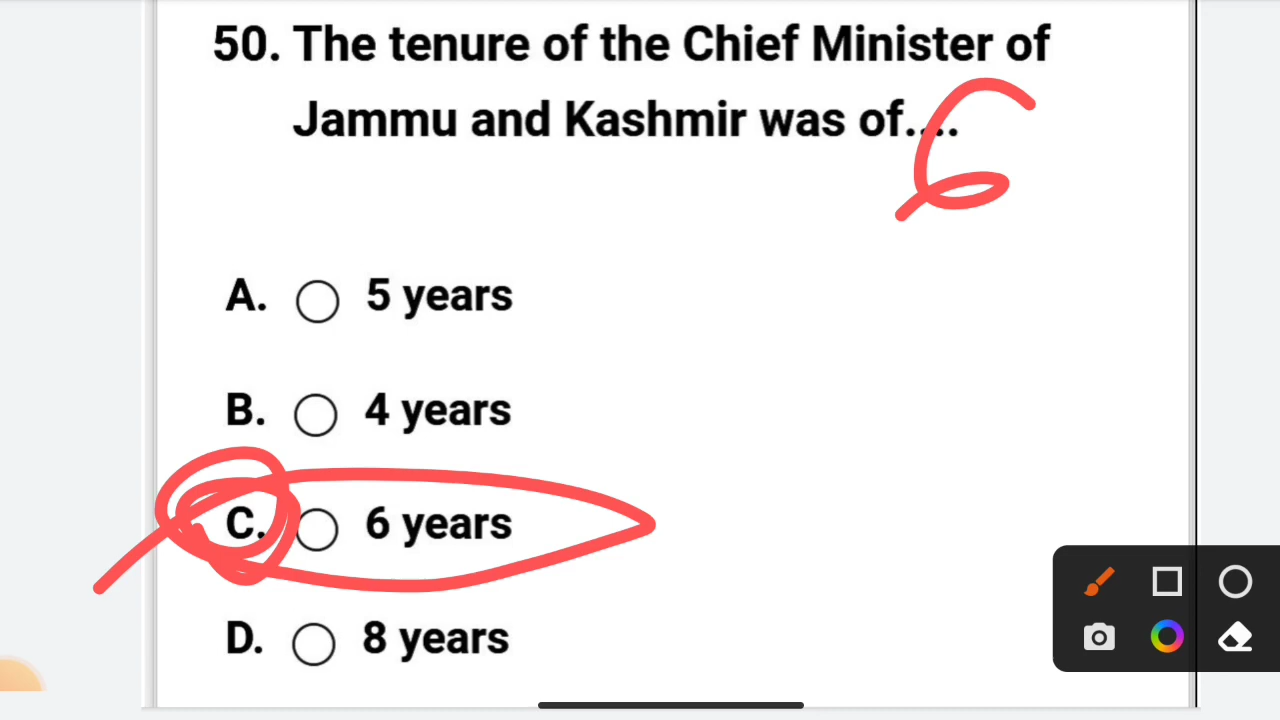 50. The tenure of the Chief Minister of
Jammu and Kashmir was of....
6
A. 5 years
B. 4 years
C. 6 years
D. 8 years